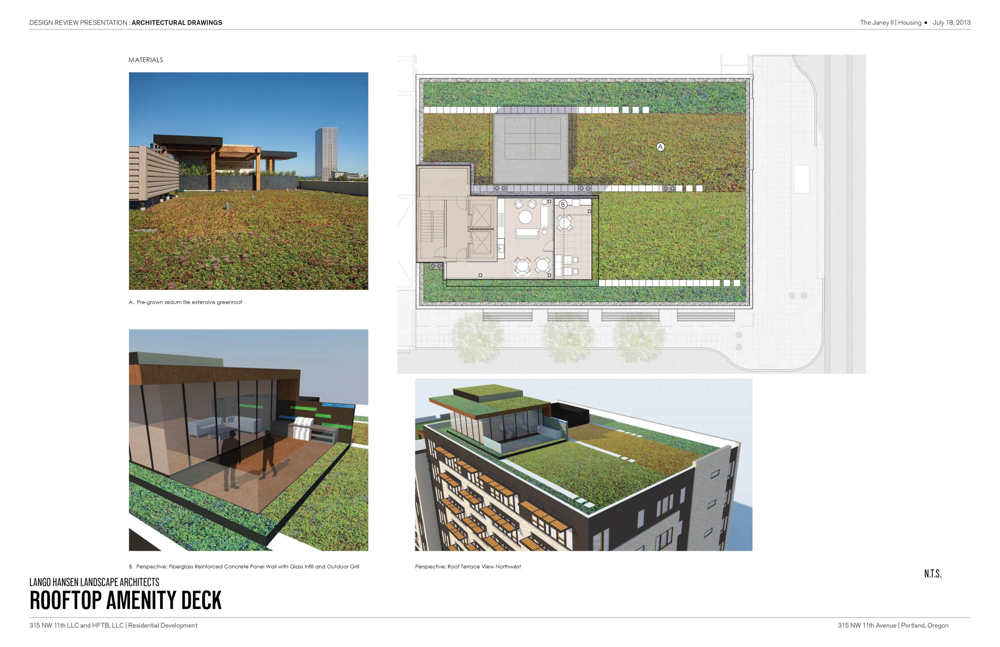 DESIGN REVIEW PRESENTATION : ARCHITECTURAL DRAWINGS
The Janey II | Housing ● July 18, 2013
MATERIALS
A
B
A. Pre-grown sedum tile extensive greenroof
B. Perspective: Fiberglass Reinforced Concrete Panel Wall with Glass Infill and Outdoor Grill
Perspective: Roof Terrace View Northwest
N.T.S.
LANGO HANSEN LANDSCAPE ARCHITECTS
ROOFTOP AMENITY DECK
315 NW 11th LLC and HFTB, LLC | Residential Development
315 NW 11th Avenue | Portland, Oregon